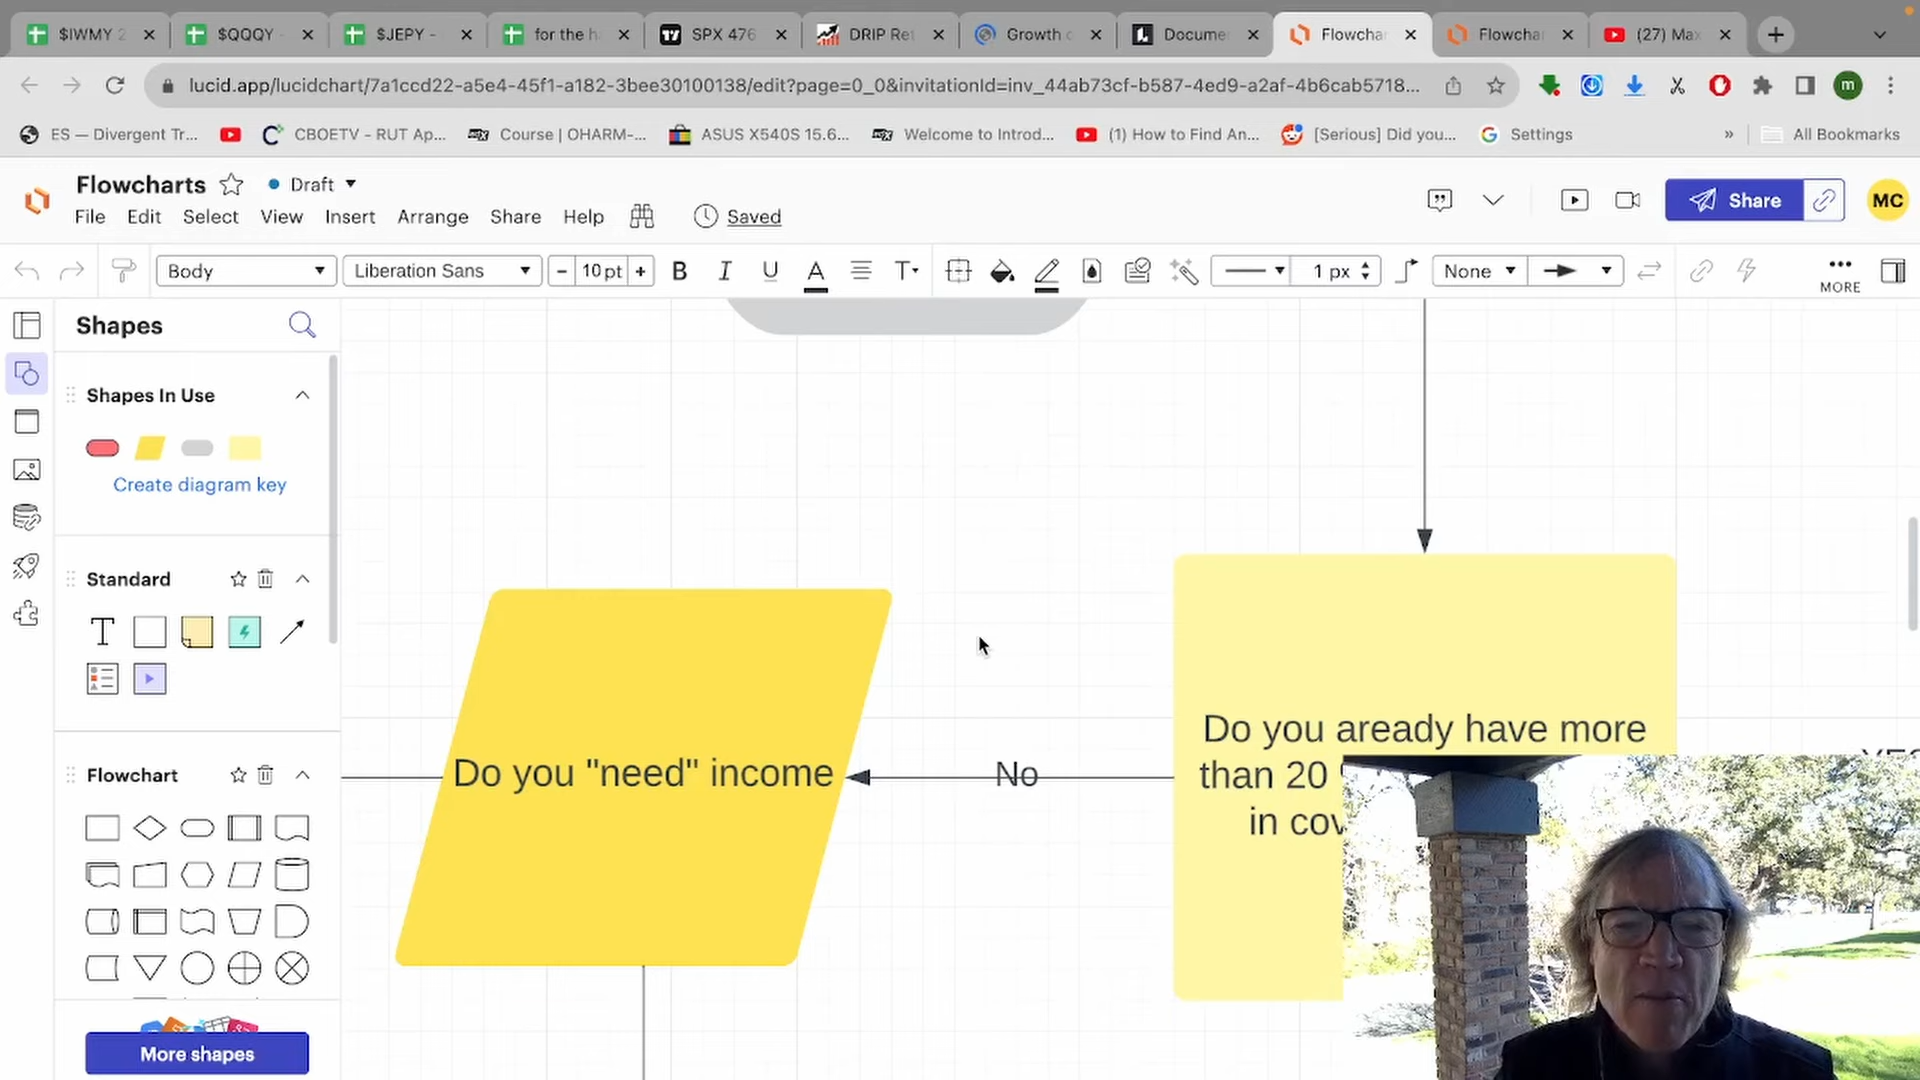 $IWMY 2
$QQQY -
$JEPY -
for the h
SPX 476
DRIP Re
Growth
Docume
Flowchar
Flowchar
(27) Ma
lucid.app/lucidchart/7a1ccd22-a5e4-45f1-a182-3bee30100138/edit?page=0_0&invitationId=inv_44ab73cf-b587-4ed9-a2af-4b6cab5718...
m
ES — Divergent Tr...
CBOETV - RUT Ap...
Course | OHARM-...
ASUS X540S 15.6...
Welcome to Introd...
(1) How to Find An...
[Serious] Did you...
Settings
»
All Bookmarks
Flowcharts
Draft
Share
MC
File Edit Select View Insert Arrange Share Help
Saved
Body
Liberation Sans
- 10 pt +
B I U A T
1 px
None
MORE
Shapes
Shapes In Use
Create diagram key
Standard
T
Flowchart
More shapes
Do you "need" income
No
Do you aready have more
than 20
in cov